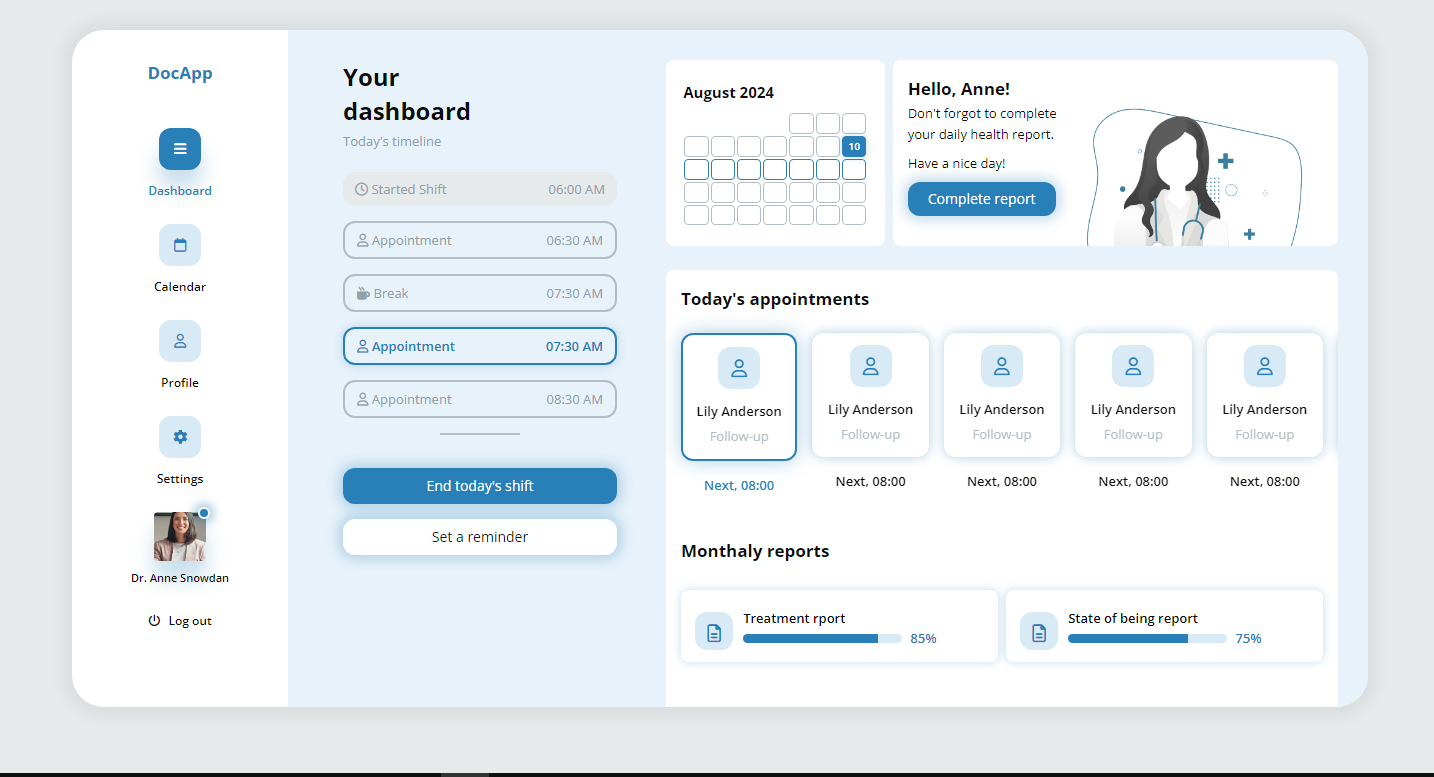 DocApp
Dashboard
Calendar
Profile
Settings
Dr. Anne Snowdan
Log out
Your
dashboard
Today's timeline
Started Shift 06:00 AM
Appointment 06:30 AM
Break 07:30 AM
Appointment 07:30 AM
Appointment 08:30 AM
End today's shift
Set a reminder
August 2024
10
Hello, Anne!
Don't forgot to complete
your daily health report.
Have a nice day!
Complete report
Today's appointments
Lily Anderson Lily Anderson Lily Anderson Lily Anderson Lily Anderson
Follow-up Follow-up Follow-up Follow-up Follow-up
Next, 08:00 Next, 08:00 Next, 08:00 Next, 08:00 Next, 08:00
Monthaly reports
Treatment rport
85%
State of being report
75%